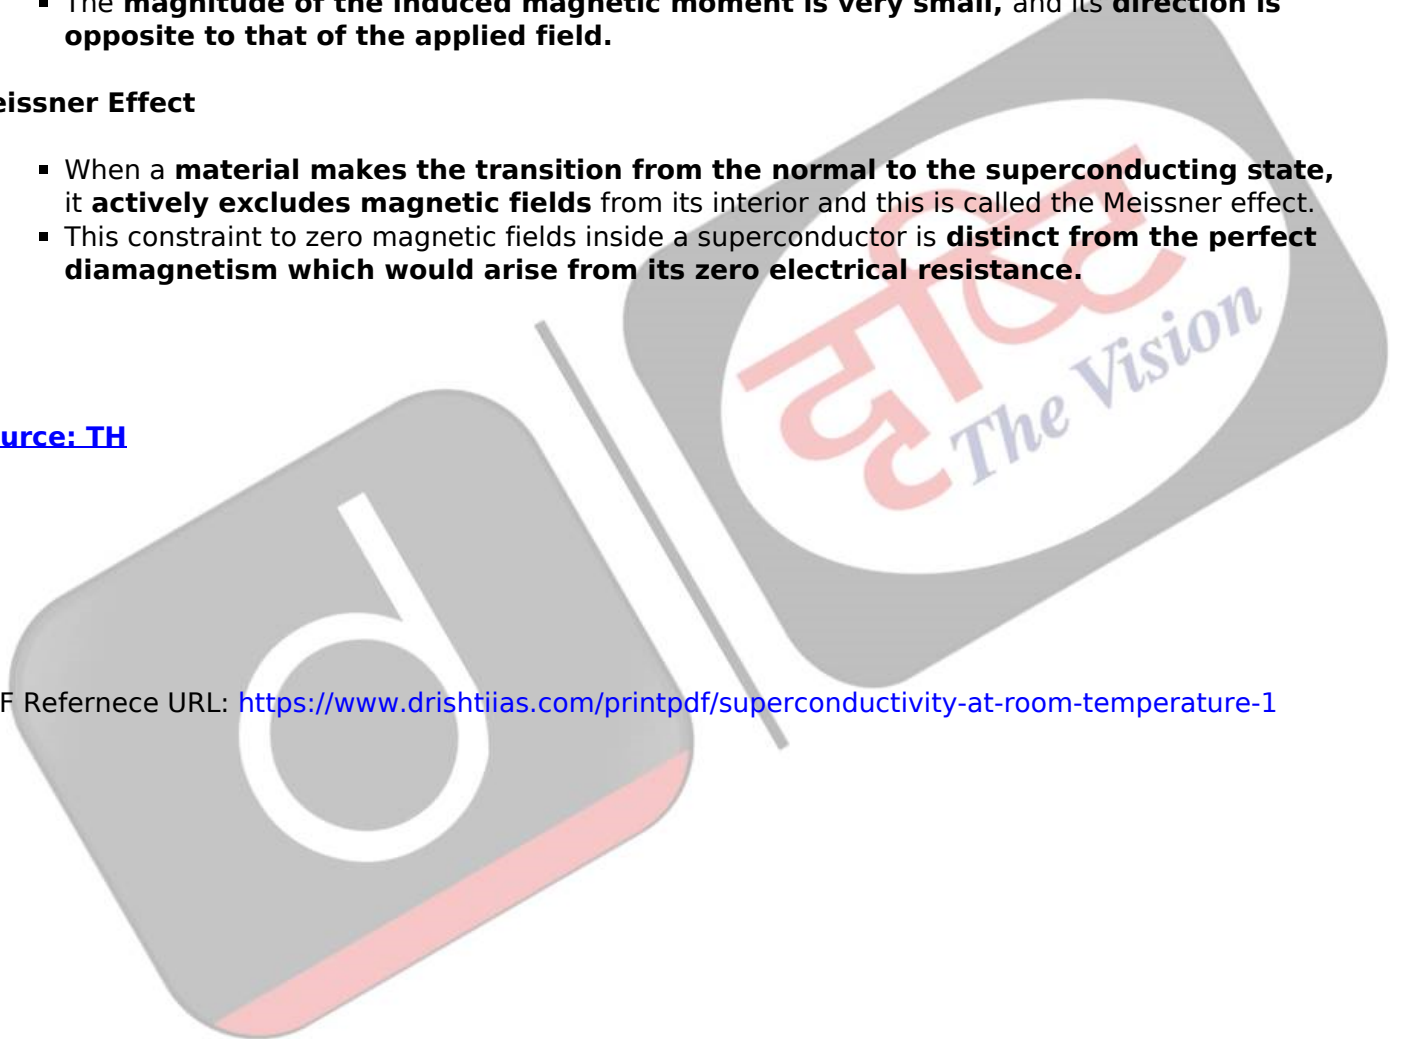 The magnitude of the induced magnetic moment is very small, and its direction is
opposite to that of the applied field.
eissner Effect
When a material makes the transition from the normal to the superconducting state,
it actively excludes magnetic fields from its interior and this is called the Meissner effect.
This constraint to zero magnetic fields inside a superconductor is distinct from the perfect
diamagnetism which would arise from its zero electrical resistance.
urce: TH
F Refernece URL: https://www.drishtiias.com/printpdf/superconductivity-at-room-temperature-1
दृष्टि
The Vision
d